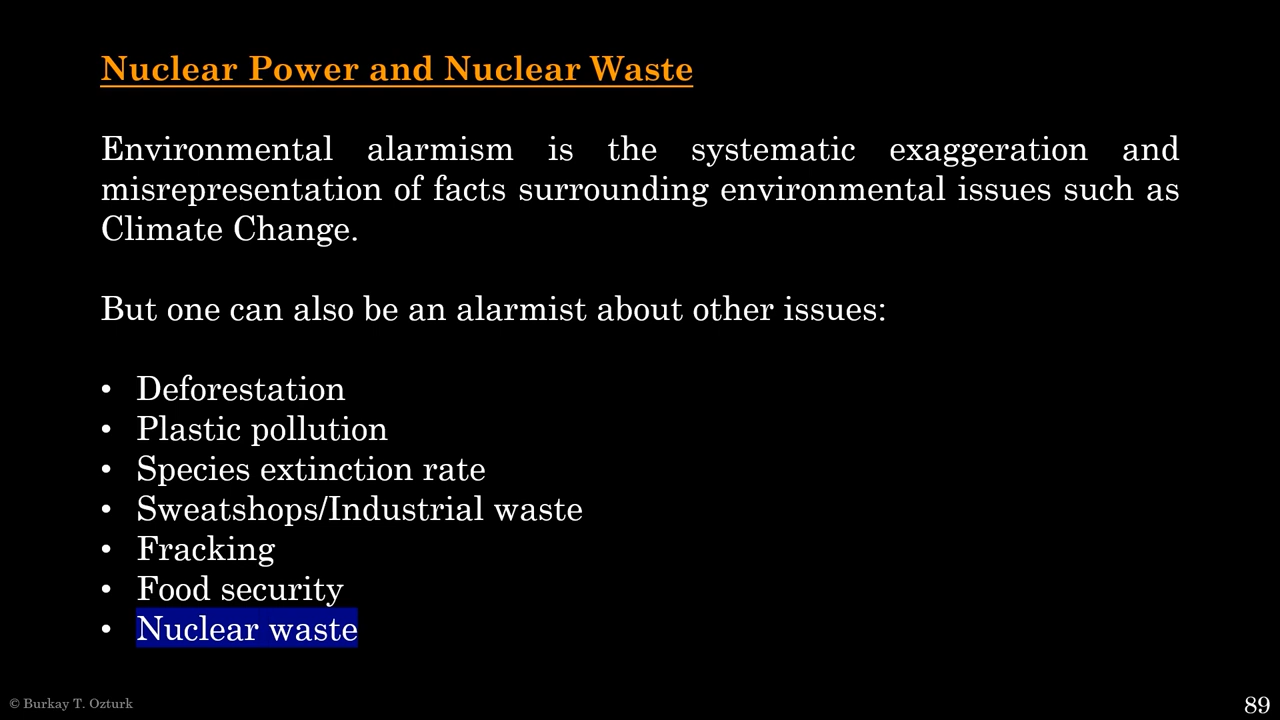 Nuclear Power and Nuclear Waste
Environmental alarmism is the systematic exaggeration and
misrepresentation of facts surrounding environmental issues such as
Climate Change.
But one can also be an alarmist about other issues:
• Deforestation
• Plastic pollution
• Species extinction rate
• Sweatshops/Industrial waste
• Fracking
• Food security
• Nuclear waste
© Burkay T. Ozturk
89